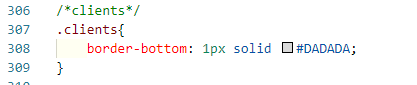 306 /*clients*/
307 .clients{
308 border-bottom: 1px solid #DADADA;
309 }